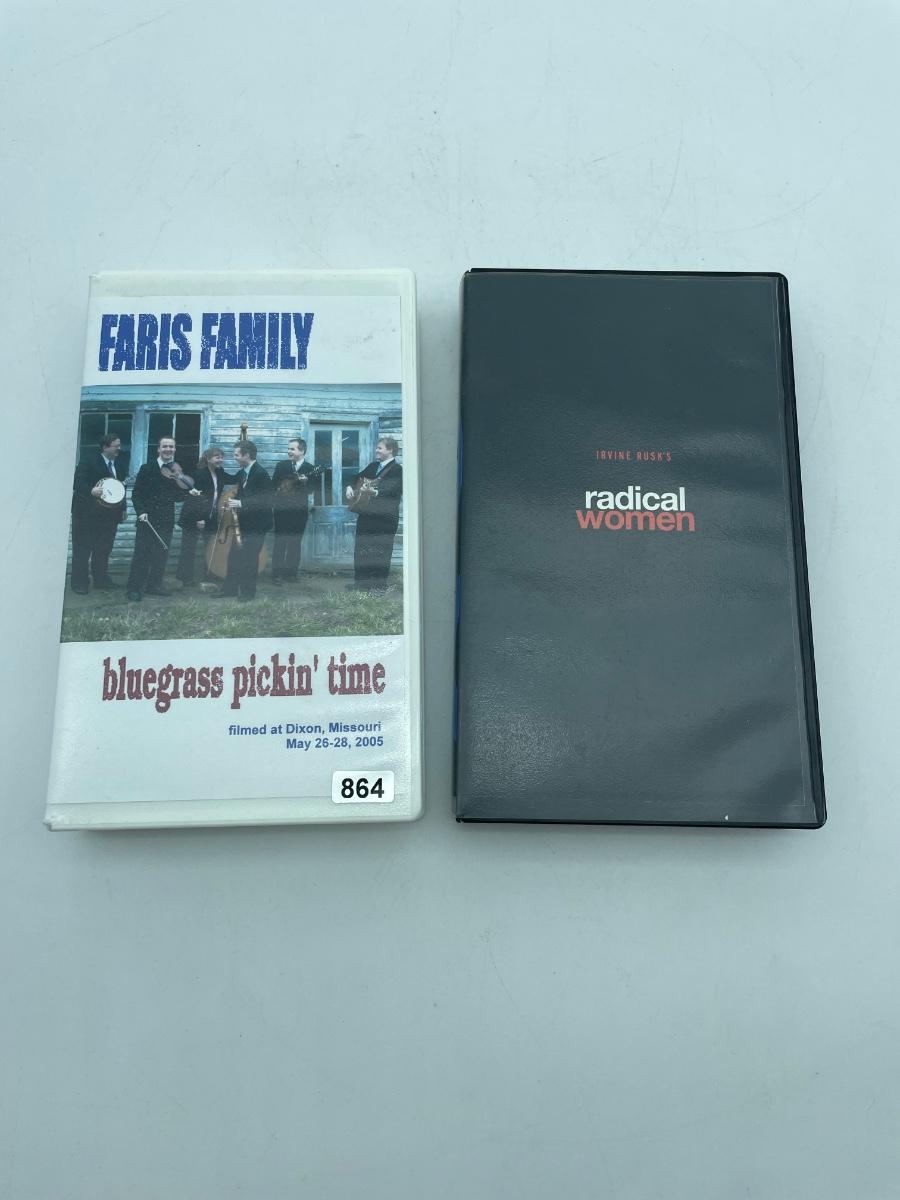 FARIS FAMILY
bluegrass pickin' time
filmed at Dixon, Missouri
May 26-28, 2005
864
IRVINE RUSK'S
radical
women